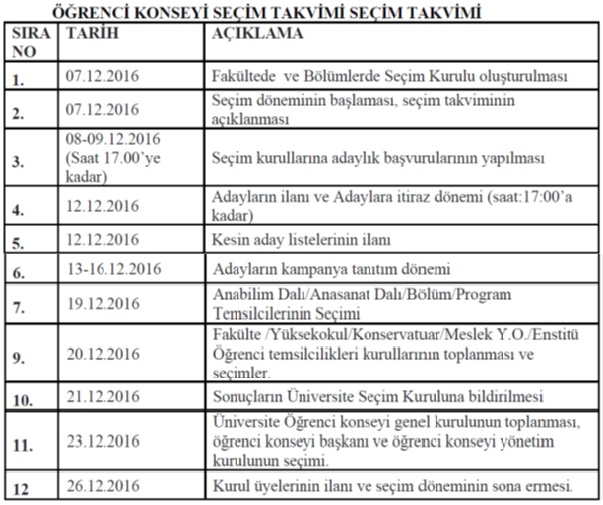 ÖĞRENCİ KONSEYİ SEÇİM TAKVİMİ SEÇİM TAKVİMİ
SIRA NO TARİH AÇIKLAMA
1. 07.12.2016 Fakültede ve Bölümlerde Seçim Kurulu oluşturulması
2. 07.12.2016 Seçim döneminin başlaması, seçim takviminin
açıklanması
3. 08-09.12.2016
(Saat 17.00’ye
kadar)
Seçim kurullarına adaylık başvurularının yapılması
4. 12.12.2016 Adayların ilanı ve Adaylara itiraz dönemi (saat:17:00’a
kadar)
5. 12.12.2016 Kesin aday listelerinin ilanı
6. 13-16.12.2016 Adayların kampanya tanıtım dönemi
7. 19.12.2016 Anabilim Dalı/Anasanat Dalı/Bölüm/Program
Temsilcilerinin Seçimi
9. 20.12.2016 Fakülte /Yüksekokul/Konservatuar/Meslek Y.O./Enstitü
Öğrenci temsilcilikleri kurullarının toplanması ve
seçimler.
10. 21.12.2016 Sonuçların Üniversite Seçim Kuruluna bildirilmesi
11. 23.12.2016 Üniversite Öğrenci konseyi genel kurulunun toplanması,
öğrenci konseyi başkanı ve öğrenci konseyi yönetim
kurulunun seçimi.
12 26.12.2016 Kurul üyelerinin ilanı ve seçim döneminin sona ermesi.